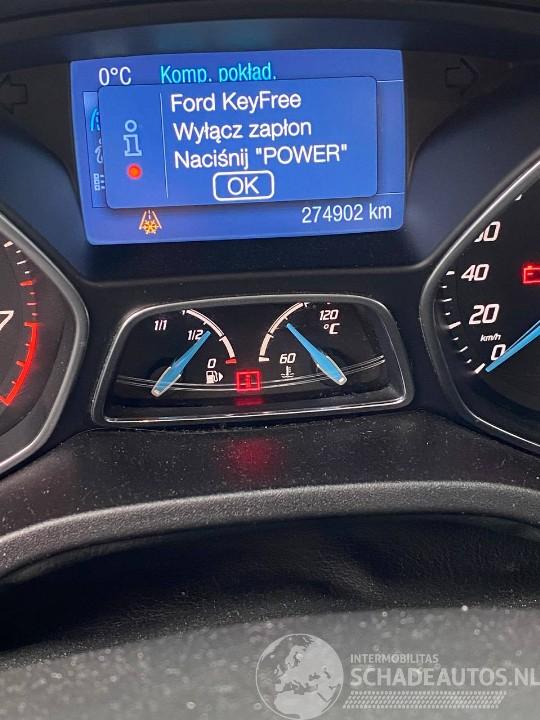 0°C Komp. pokład.
Ford KeyFree
Wyłącz zapłon
Naciśnij "POWER"
OK
274902 km
7
1/1 1/2 0
120 °C 60
40
20
km/h
0
INTERMOBILITAS
SCHADEAUTOS.NL